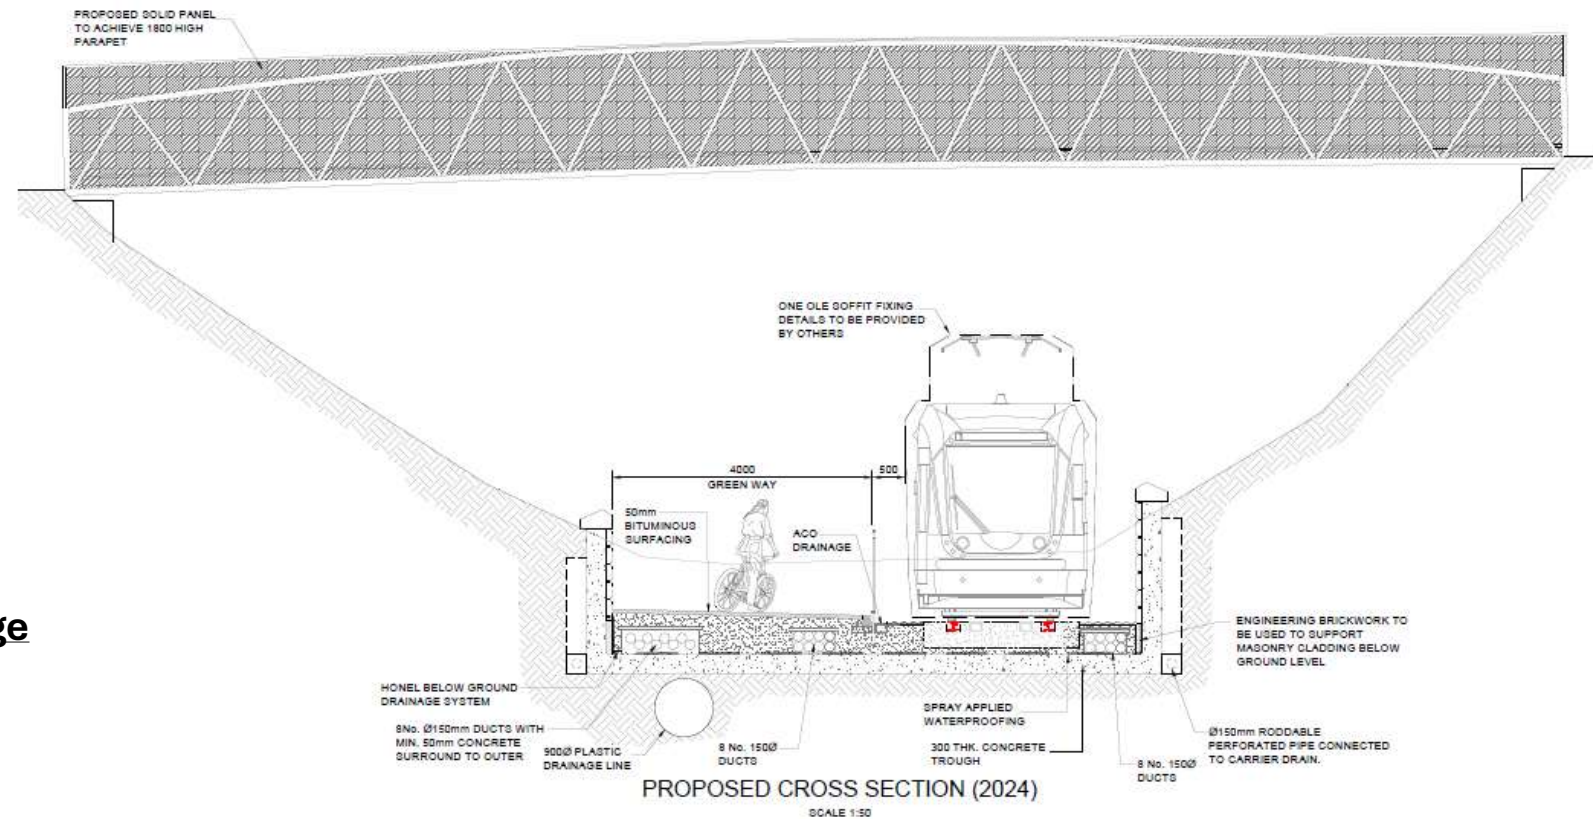 PROPOSED SOLID PANEL
TO ACHIEVE 1800 HIGH
PARAPET
ONE OLE SOFFIT FIXING
DETAILS TO BE PROVIDED
BY OTHERS
4000
500
GREEN WAY
50mm
BITUMINOUS
SURFACING
ACO
DRAINAGE
ge
ENGINEERING BRICKWORK TO
BE USED TO SUPPORT
MASONRY CLADDING BELOW
GROUND LEVEL
HONEL BELOW GROUND
DRAINAGE SYSTEM
8No. Ø150mm DUCTS WITH
MIN. 50mm CONCRETE
SURROUND TO OUTER
900Ø PLASTIC
DRAINAGE LINE
8 No. 150Ø
DUCTS
SPRAY APPLIED
WATERPROOFING
300 THK. CONCRETE
TROUGH
8 No. 150Ø
DUCTS
Ø150mm RODDABLE
PERFORATED PIPE CONNECTED
TO CARRIER DRAIN.
PROPOSED CROSS SECTION (2024)
SCALE 1:50